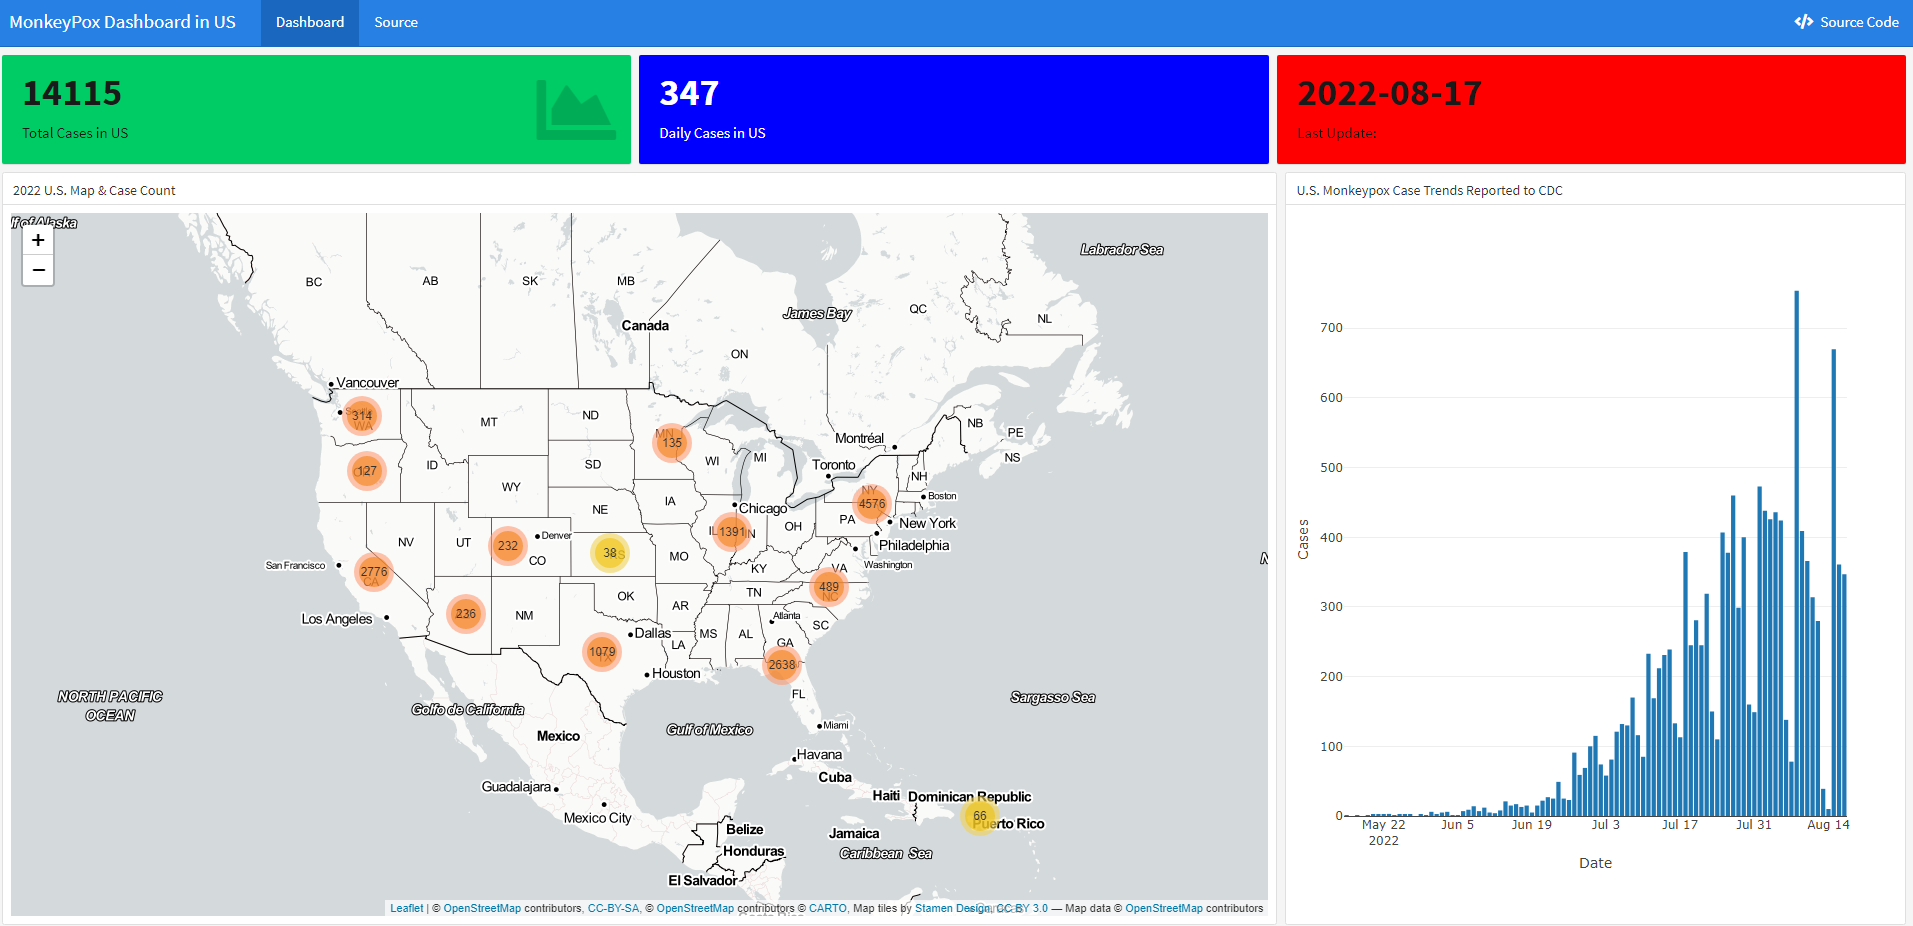 MonkeyPox Dashboard in US
Dashboard
Source
Source Code
14115
Total Cases in US
347
Daily Cases in US
2022-08-17
Last Update:
2022 U.S. Map & Case Count
+
−
Labrador Sea
BC
AB
SK
MB
James Bay
QC
NL
Canada
ON
Vancouver
314
WA
MT
ND
MN
135
Montréal
NB
PE
NS
127
ID
SD
WI
MI
Toronto
NH
WY
IA
NY
4576
Boston
NE
Chicago
PA
New York
NV
UT
232
Denver
CO
38
MO
1391
IN
OH
Philadelphia
San Francisco
2776
CA
KY
VA
Washington
236
NM
OK
AR
TN
489
NC
Los Angeles
Dallas
Atlanta
SC
MS
AL
GA
LA
1079
TX
2638
Houston
FL
NORTH PACIFIC
OCEAN
Golfo de California
Sargasso Sea
Gulf of Mexico
Miami
Mexico
Havana
Cuba
Guadalajara
Haiti
Dominican Republic
Mexico City
66
Puerto Rico
Belize
Jamaica
Honduras
Caribbean Sea
El Salvador
Leaflet | © OpenStreetMap contributors, CC-BY-SA, © OpenStreetMap contributors © CARTO, Map tiles by Stamen Design, CC BY 3.0 — Map data © OpenStreetMap contributors
U.S. Monkeypox Case Trends Reported to CDC
700
600
500
400
300
200
100
0
Cases
May 22
2022
Jun 5
Jun 19
Jul 3
Jul 17
Jul 31
Aug 14
Date